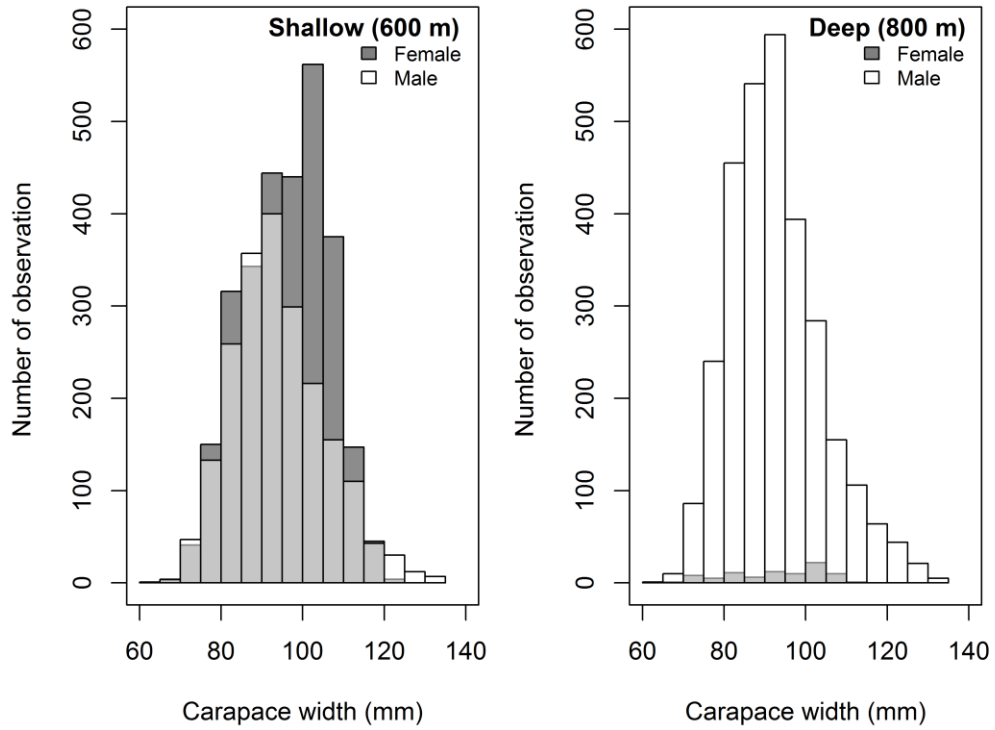 Shallow (600 m)
Female
Male
Number of observation
0
100
200
300
400
500
600
60
80
100
120
140
Carapace width (mm)
Deep (800 m)
Female
Male
Number of observation
0
100
200
300
400
500
600
60
80
100
120
140
Carapace width (mm)